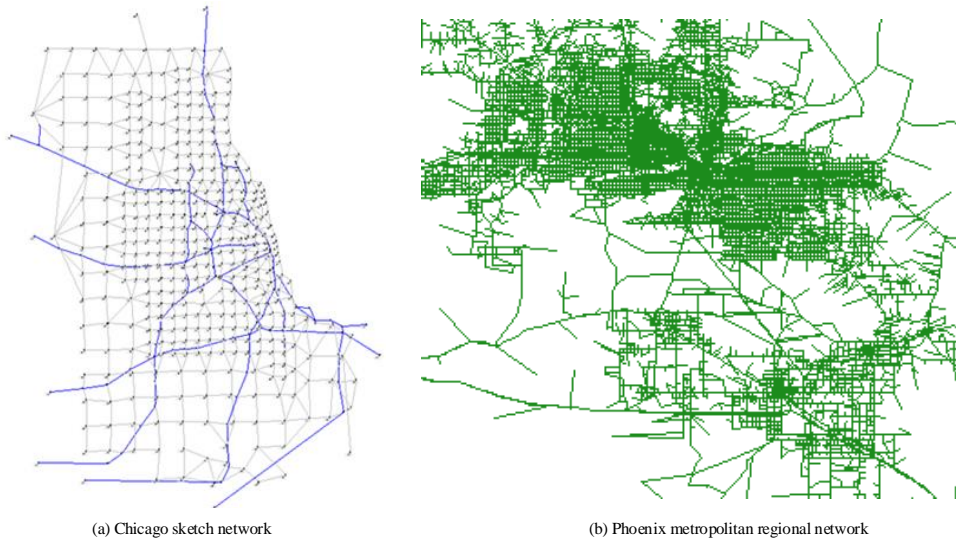 (a) Chicago sketch network
(b) Phoenix metropolitan regional network